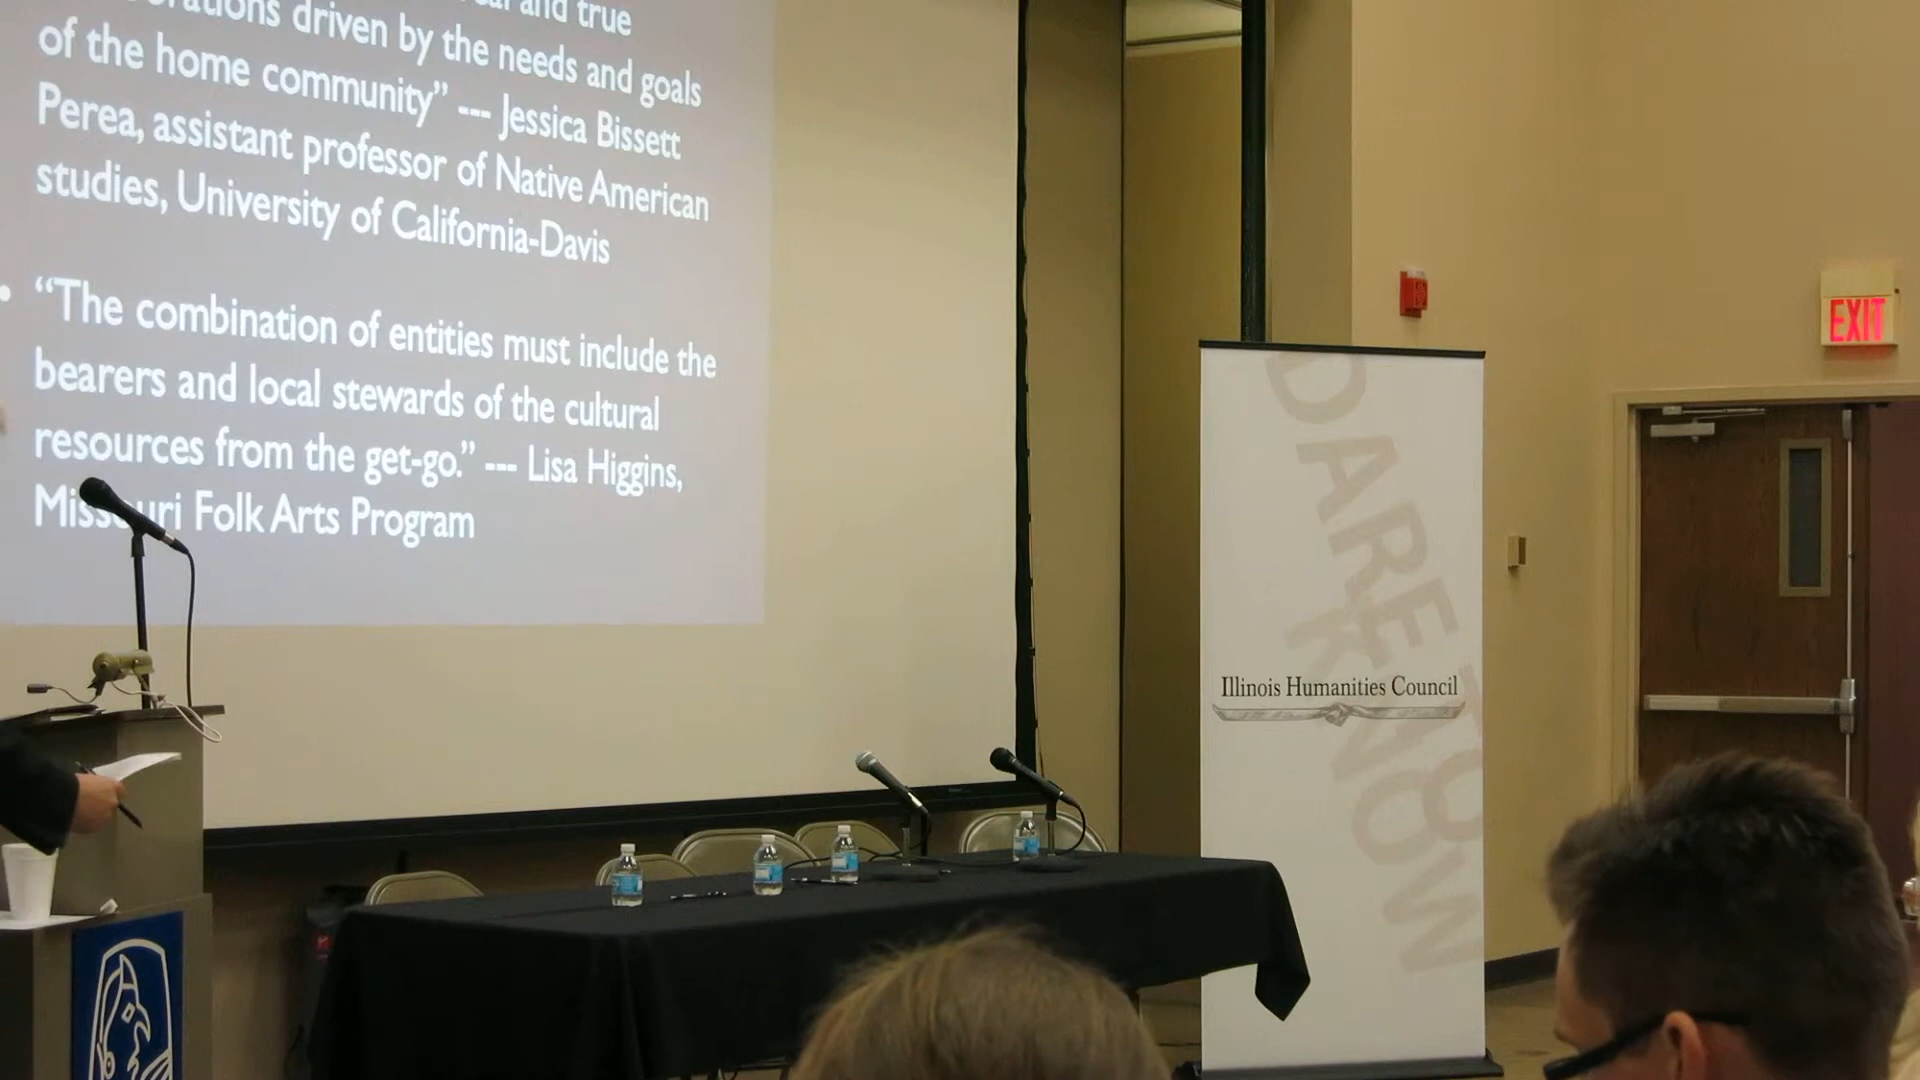 and true
driven by the needs and goals
of the home community” --- Jessica Bissett
Perea, assistant professor of Native American
studies, University of California-Davis
• “The combination of entities must include the
bearers and local stewards of the cultural
resources from the get-go.” --- Lisa Higgins,
Missouri Folk Arts Program
DARE TO
KNOW
Illinois Humanities Council
EXIT